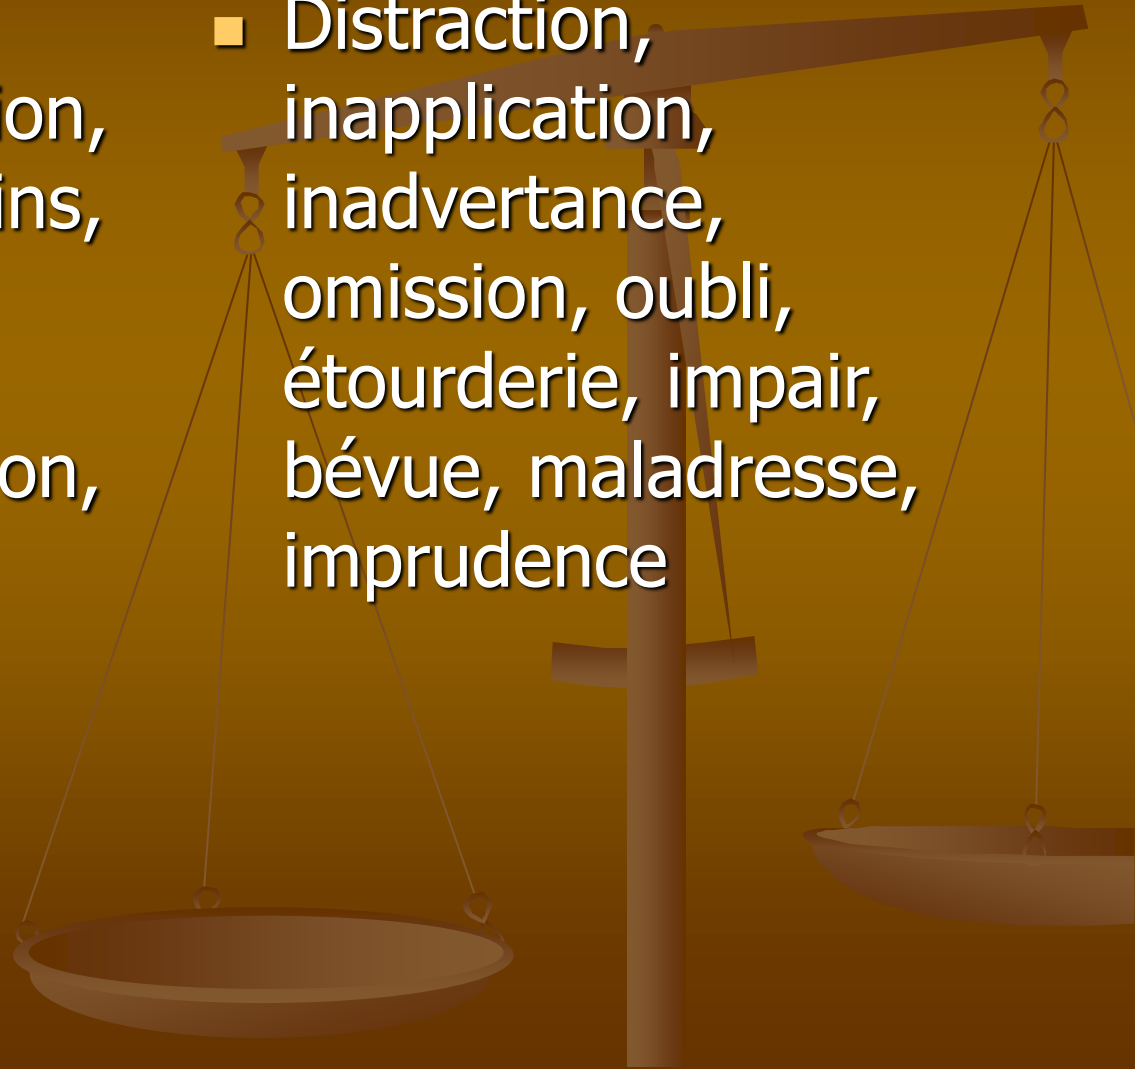 Distraction,
inapplication,
inadvertance,
omission, oubli,
étourderie, impair,
bévue, maladresse,
imprudence